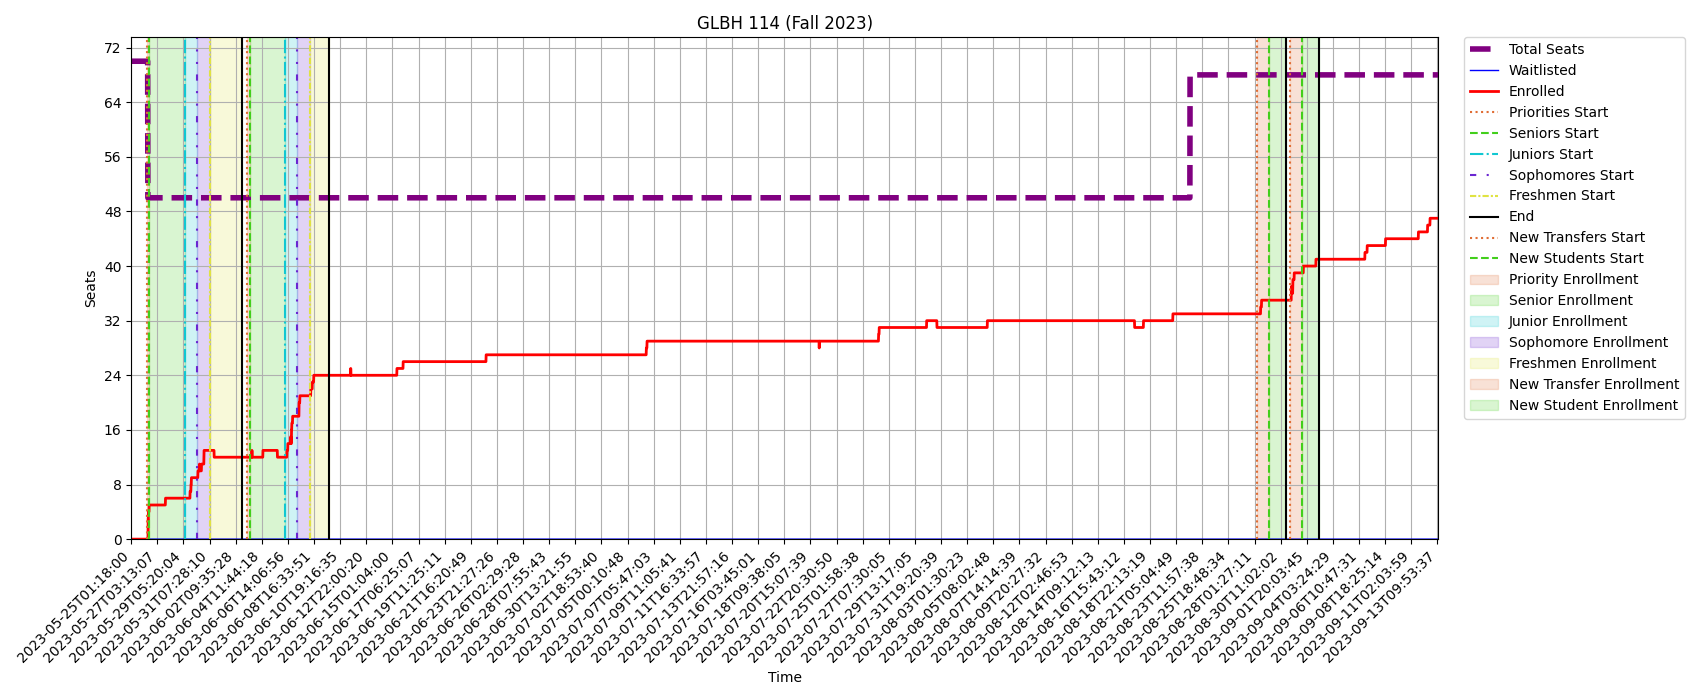 GLBH 114 (Fall 2023)
Seats
72
64
56
48
40
32
24
16
8
0
2023-05-25T01:18:00
2023-05-27T03:13:07
2023-05-29T05:20:04
2023-05-31T07:28:10
2023-06-02T09:35:28
2023-06-04T11:44:18
2023-06-06T14:06:56
2023-06-08T16:33:51
2023-06-10T19:16:35
2023-06-12T22:00:20
2023-06-15T01:04:00
2023-06-17T06:25:07
2023-06-19T11:25:11
2023-06-21T16:20:49
2023-06-23T21:27:26
2023-06-26T02:29:28
2023-06-28T07:55:43
2023-06-30T13:21:55
2023-07-02T18:53:40
2023-07-05T00:10:48
2023-07-07T05:47:03
2023-07-09T11:05:41
2023-07-11T16:33:57
2023-07-13T21:57:16
2023-07-16T03:45:01
2023-07-18T09:38:05
2023-07-20T15:07:39
2023-07-22T20:30:50
2023-07-25T01:58:38
2023-07-27T07:30:05
2023-07-29T13:17:05
2023-07-31T19:20:39
2023-08-03T01:30:23
2023-08-05T08:02:48
2023-08-07T14:14:39
2023-08-09T20:27:32
2023-08-12T02:46:53
2023-08-14T09:12:13
2023-08-16T15:43:12
2023-08-18T22:13:19
2023-08-21T05:04:49
2023-08-23T11:57:38
2023-08-25T18:48:34
2023-08-28T01:27:11
2023-08-30T11:02:02
2023-09-01T20:03:45
2023-09-04T03:24:29
2023-09-06T10:47:31
2023-09-08T18:25:14
2023-09-11T02:03:59
2023-09-13T09:53:37
Time
Total Seats
Waitlisted
Enrolled
Priorities Start
Seniors Start
Juniors Start
Sophomores Start
Freshmen Start
End
New Transfers Start
New Students Start
Priority Enrollment
Senior Enrollment
Junior Enrollment
Sophomore Enrollment
Freshmen Enrollment
New Transfer Enrollment
New Student Enrollment